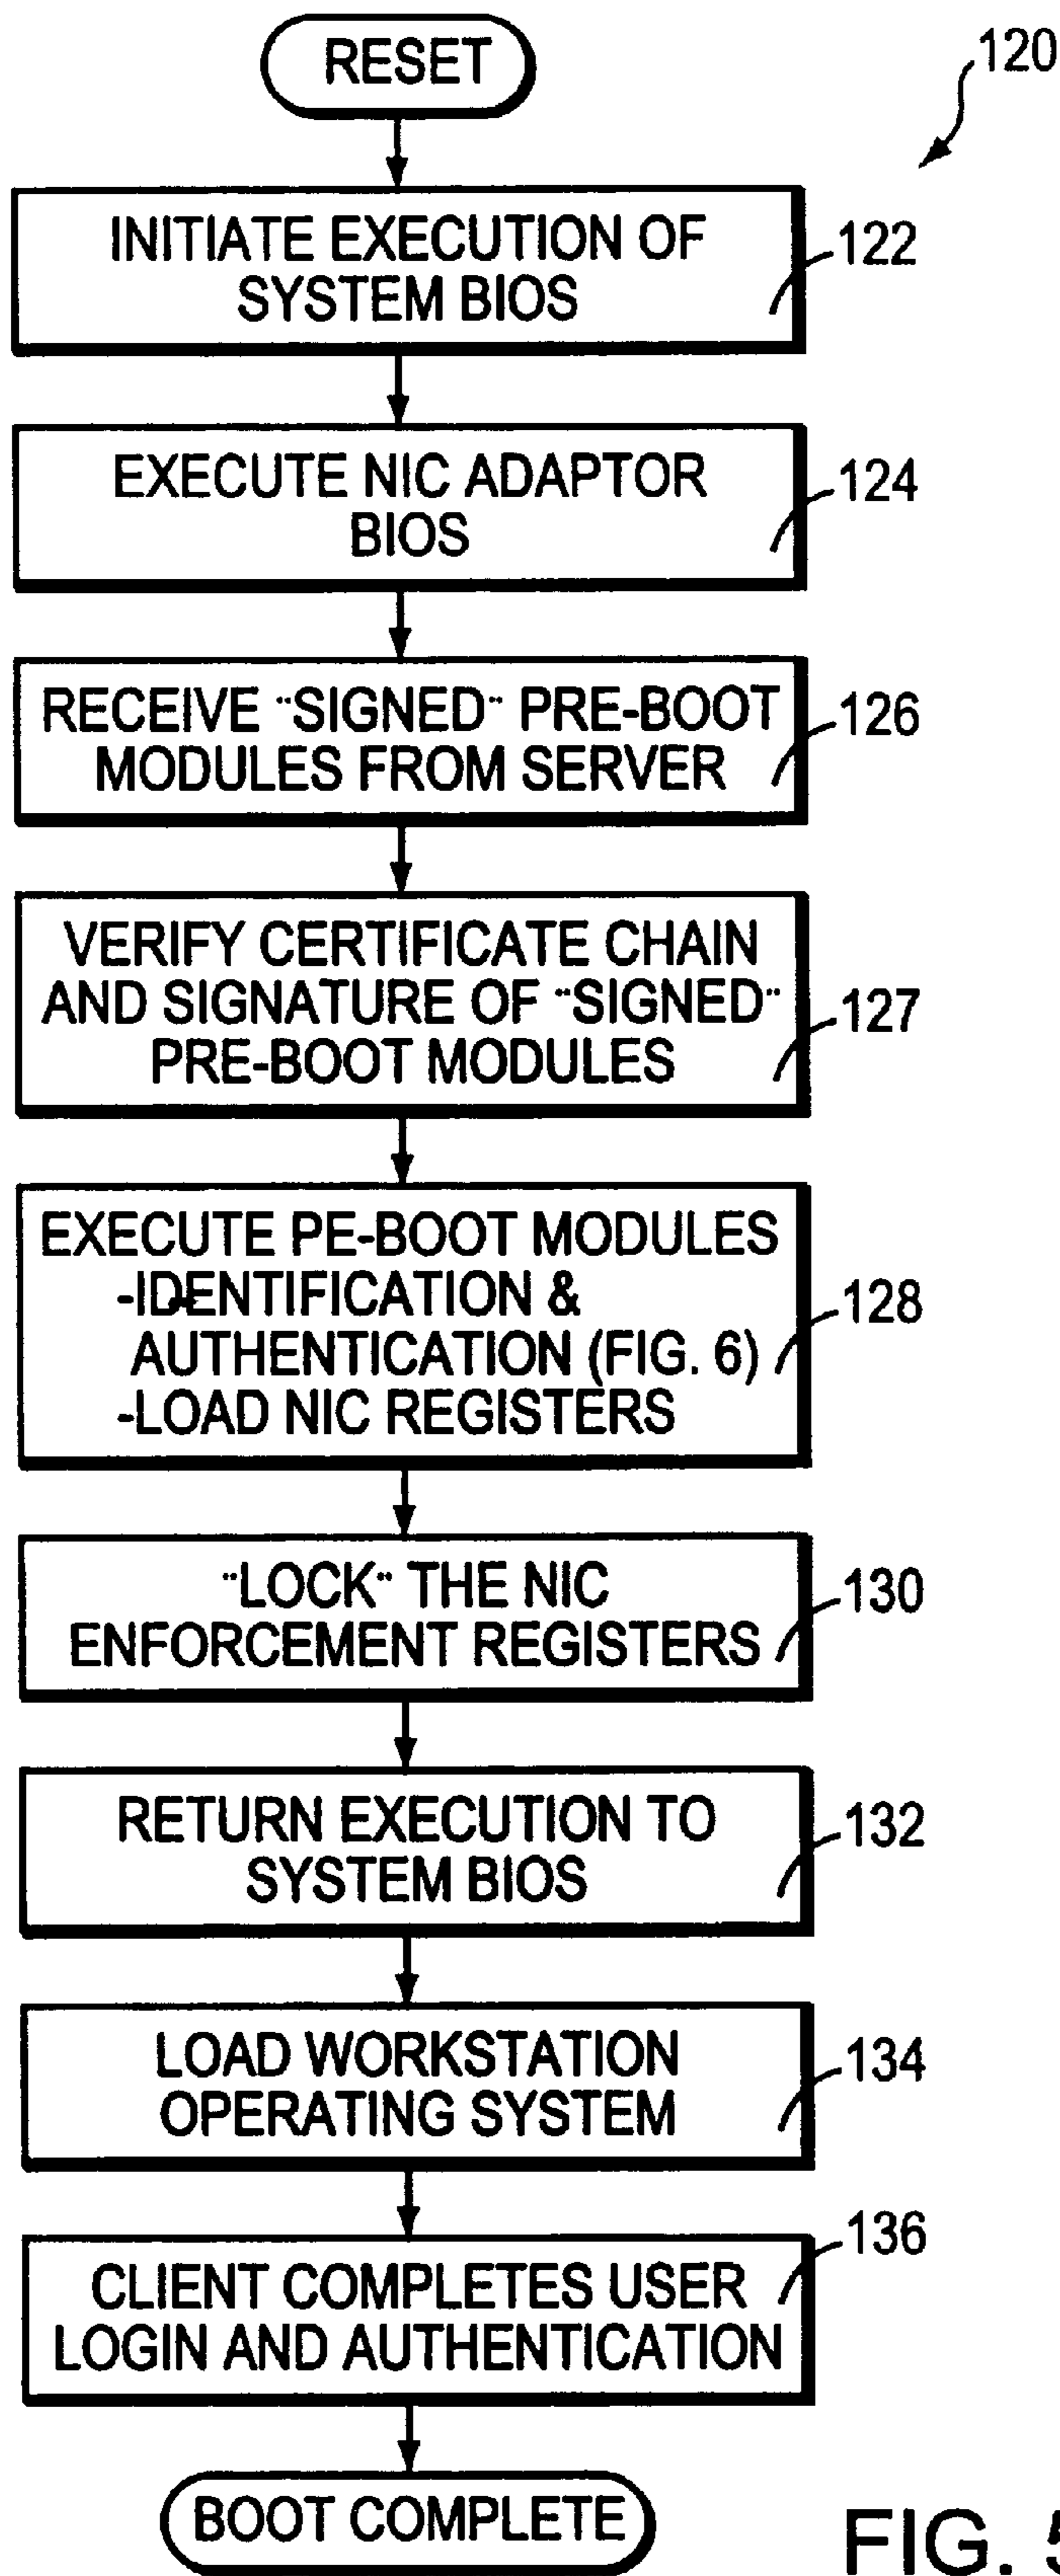 RESET
120
INITIATE EXECUTION OF
SYSTEM BIOS
122
EXECUTE NIC ADAPTOR
BIOS
124
RECEIVE "SIGNED" PRE-BOOT
MODULES FROM SERVER
126
VERIFY CERTIFICATE CHAIN
AND SIGNATURE OF "SIGNED"
PRE-BOOT MODULES
127
EXECUTE PE-BOOT MODULES
-IDENTIFICATION &
AUTHENTICATION (FIG. 6)
-LOAD NIC REGISTERS
128
"LOCK" THE NIC
ENFORCEMENT REGISTERS
130
RETURN EXECUTION TO
SYSTEM BIOS
132
LOAD WORKSTATION
OPERATING SYSTEM
134
CLIENT COMPLETES USER
LOGIN AND AUTHENTICATION
136
BOOT COMPLETE
FIG. 5